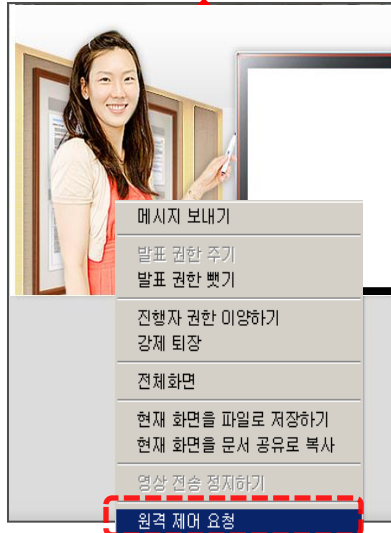 메시지 보내기
발표 권한 주기
발표 권한 뺏기
진행자 권한 이양하기
강제 퇴장
전체화면
현재 화면을 파일로 저장하기
현재 화면을 문서 공유로 복사
영상 전송 정지하기
원격 제어 요청